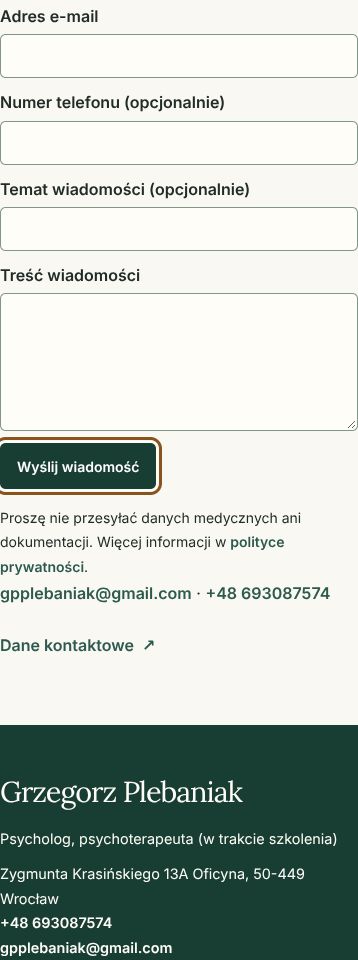 Adres e-mail
Numer telefonu (opcjonalnie)
Temat wiadomości (opcjonalnie)
Treść wiadomości
Wyślij wiadomość
Proszę nie przesyłać danych medycznych ani
dokumentacji. Więcej informacji w polityce
prywatności.
gpplebaniak@gmail.com · +48 693087574
Dane kontaktowe ↗
Grzegorz Plebaniak
Psycholog, psychoterapeuta (w trakcie szkolenia)
Zygmunta Krasińskiego 13A Oficyna, 50-449
Wrocław
+48 693087574
gpplebaniak@gmail.com